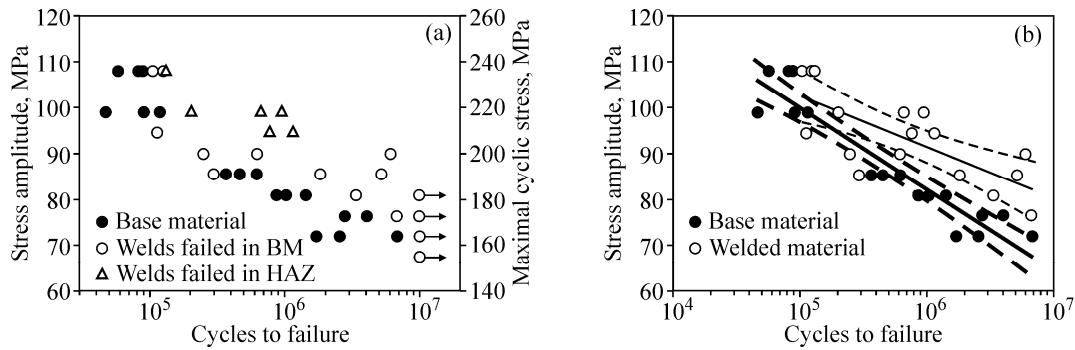 (a)
Stress amplitude, MPa
120
110
100
90
80
70
60
Maximal cyclic stress, MPa
260
240
220
200
180
160
140
Base material
Welds failed in BM
Welds failed in HAZ
10^5
10^6
10^7
Cycles to failure
(b)
Stress amplitude, MPa
120
110
100
90
80
70
60
Base material
Welded material
10^4
10^5
10^6
10^7
Cycles to failure